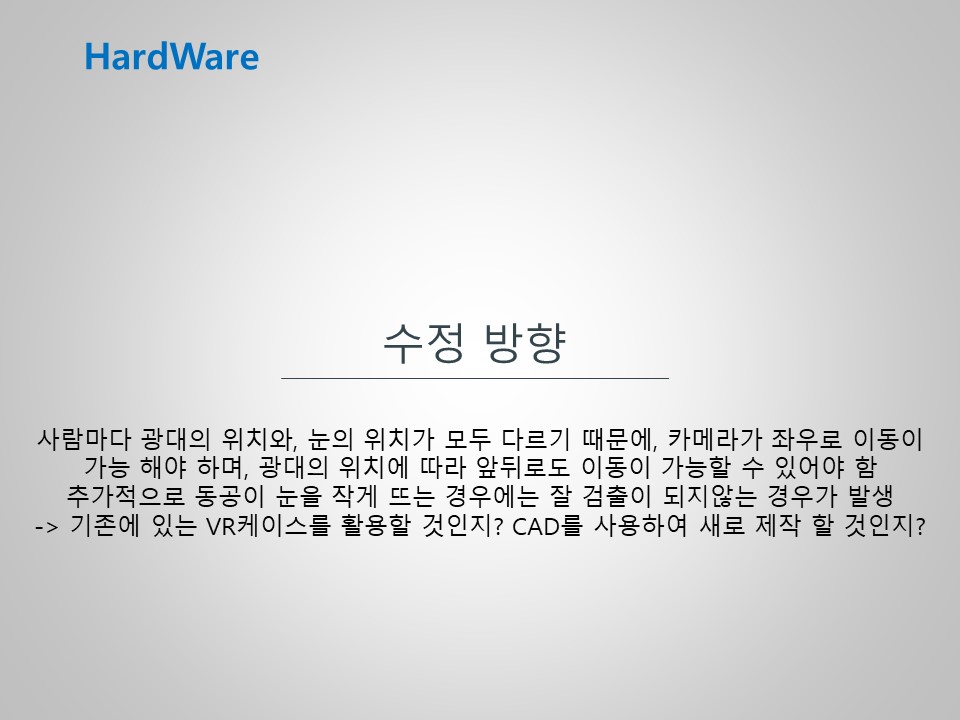 HardWare
수정 방향
사람마다 광대의 위치와, 눈의 위치가 모두 다르기 때문에, 카메라가 좌우로 이동이
가능 해야 하며, 광대의 위치에 따라 앞뒤로도 이동이 가능할 수 있어야 함
추가적으로 동공이 눈을 작게 뜨는 경우에는 잘 검출이 되지않는 경우가 발생
-> 기존에 있는 VR케이스를 활용할 것인지? CAD를 사용하여 새로 제작 할 것인지?